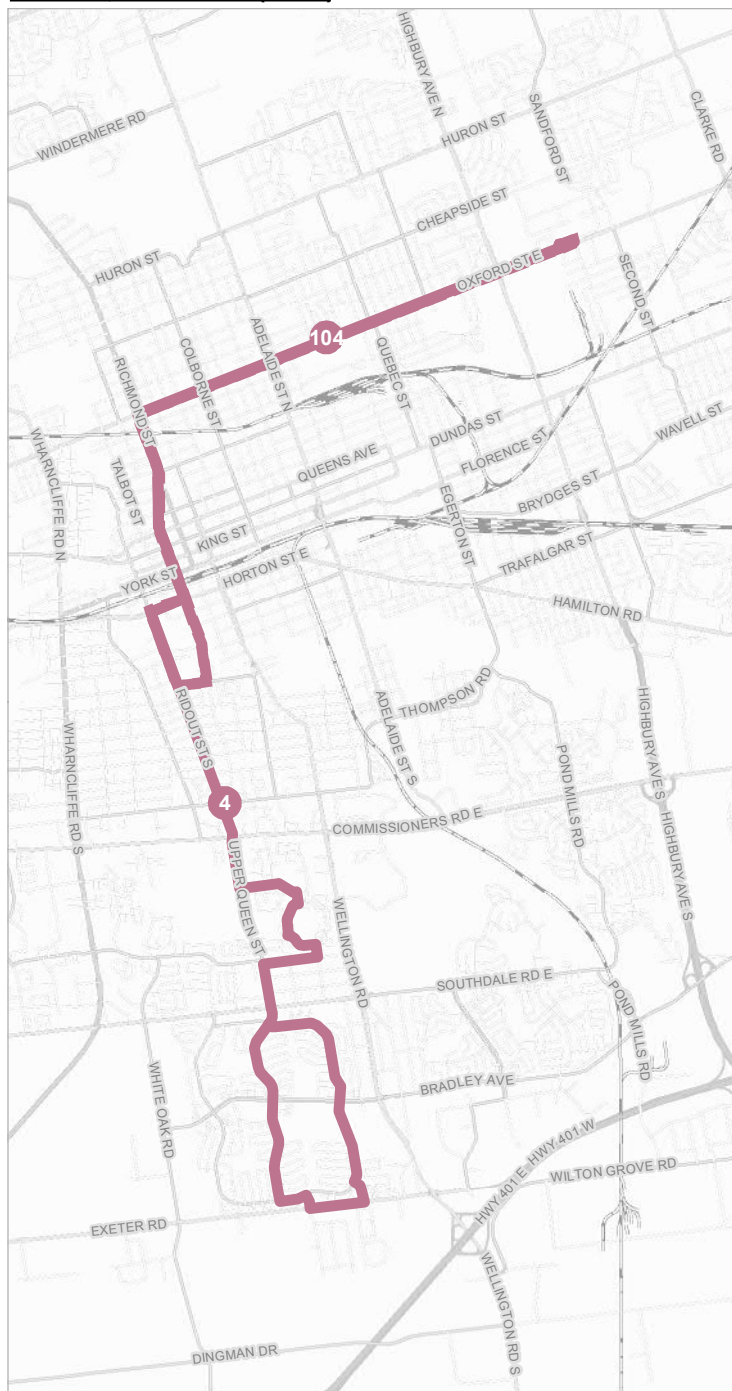 HIGHBURY AVE N
SANDFORD ST
CLARKE RD
WINDERMERE RD
HURON ST
CHEAPSIDE ST
HURON ST
OXFORD ST E
SECOND ST
104
ADELAIDE ST N
COLBORNE ST
QUEBEC ST
RICHMOND ST
WHARNCLIFFE RD N
TALBOT ST
QUEENS AVE
DUNDAS ST
FLORENCE ST
WAVELL ST
EGERTON ST
BRYDGES ST
KING ST
TRAFALGAR ST
YORK ST
HORTON ST E
HAMILTON RD
RIDOUT ST S
THOMPSON RD
ADELAIDE ST S
HIGHBURY AVE S
WHARNCLIFFE RD S
POND MILLS RD
4
COMMISSIONERS RD E
HIGHBURY AVE S
UPPER QUEEN ST
WELLINGTON RD
SOUTHDALE RD E
POND MILLS RD
WHITE OAK RD
BRADLEY AVE
HWY 401 E
HWY 401 W
WILTON GROVE RD
EXETER RD
WELLINGTON RD S
DINGMAN DR